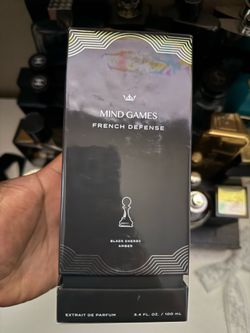 MIND GAMES
FRENCH DEFENSE
BLACK CHERRY
AMBER
EXTRAIT DE PARFUM
3.4 FL. OZ. / 100 mL